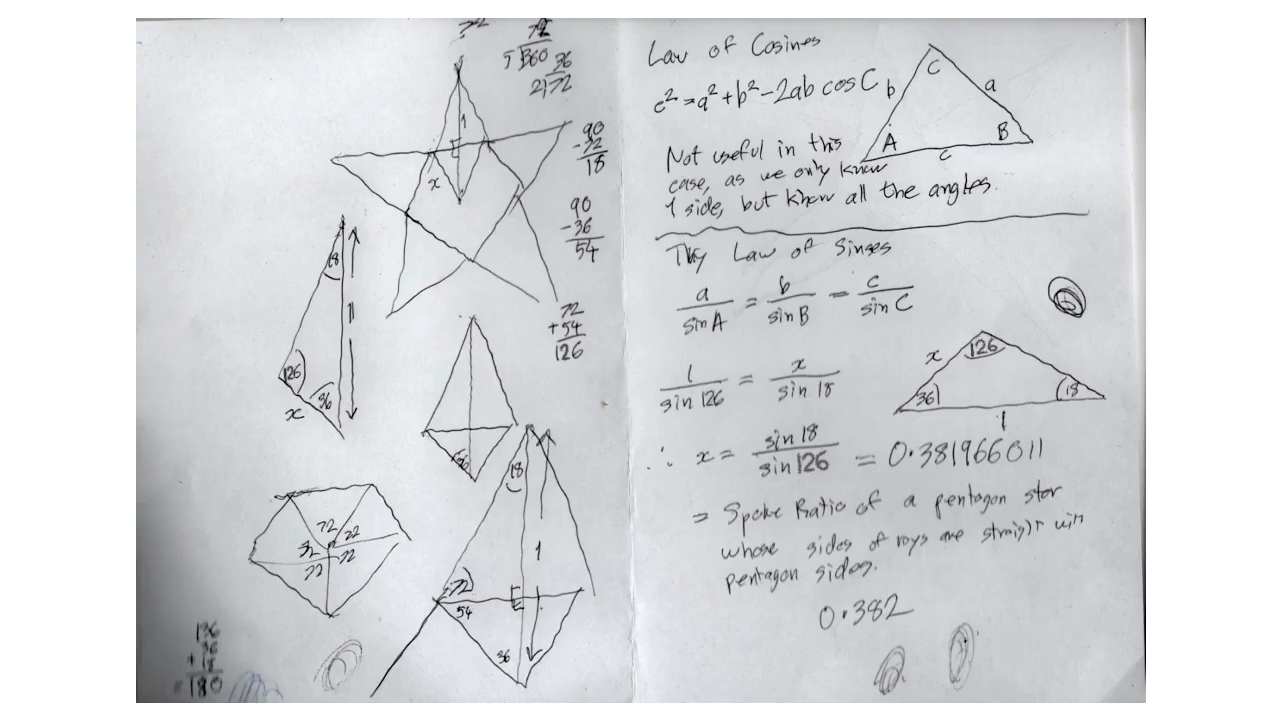 72
72
5)360
36
2)72
1
x
90
-72
18
90
-36
54
72
+54
126
18
1
126
36
x
36
18
1
72
54
36
72
72
72
72
72
136
36
+ 18
= 180
Law of Cosines
c² = a² + b² - 2ab cos C
b
C
a
A
B
c
Not useful in this
case, as we only know
1 side, but know all the angles.
Try Law of Sinses
a/sin A = b/sin B = c/sin C
1/sin 126 = x/sin 18
x
126
36
18
1
∴ x = sin 18/sin 126 = 0.381966011
= Spoke Ratio of a pentagon star
whose sides of rays are straight with
pentagon sides.
0.382